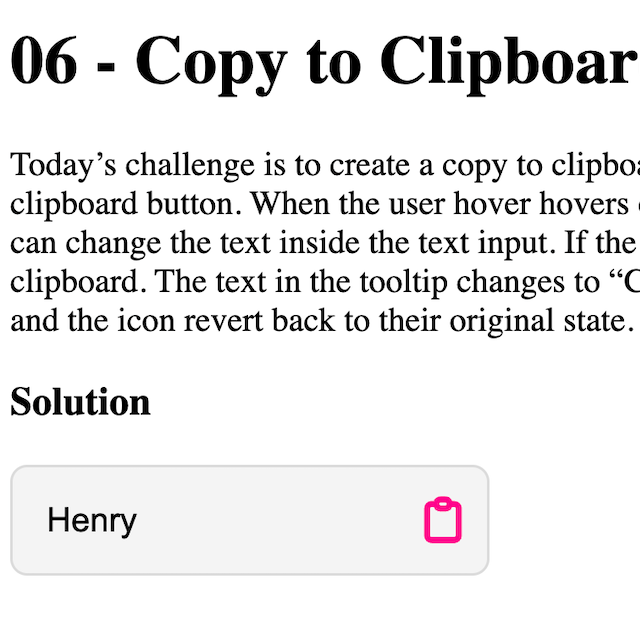 06 - Copy to Clipboar
Today’s challenge is to create a copy to clipboa
clipboard button. When the user hover hovers
can change the text inside the text input. If the
clipboard. The text in the tooltip changes to “C
and the icon revert back to their original state.
Solution
Henry